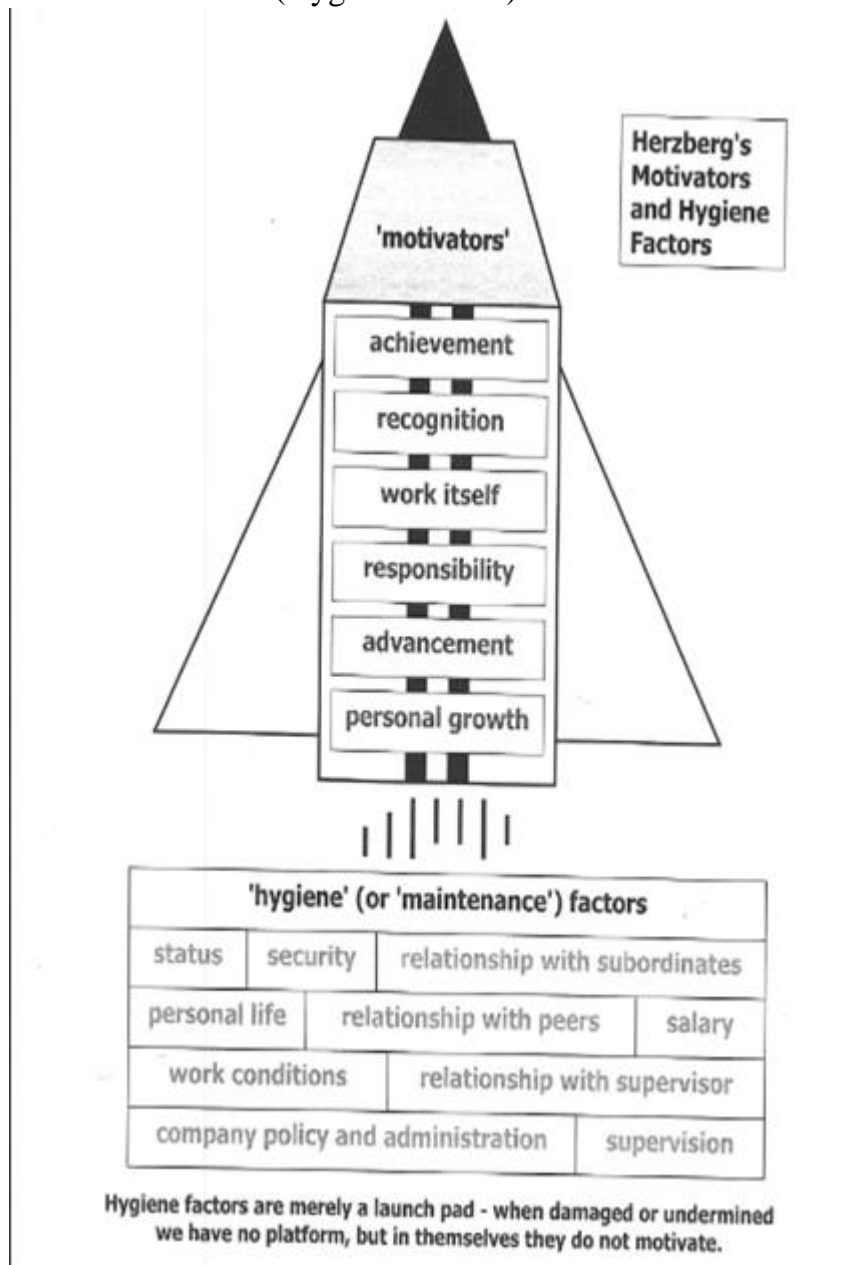 'motivators'
Herzberg's
Motivators
and Hygiene
Factors
achievement
recognition
work itself
responsibility
advancement
personal growth
'hygiene' (or 'maintenance') factors
status security relationship with subordinates
personal life relationship with peers salary
work conditions relationship with supervisor
company policy and administration supervision
Hygiene factors are merely a launch pad - when damaged or undermined
we have no platform, but in themselves they do not motivate.